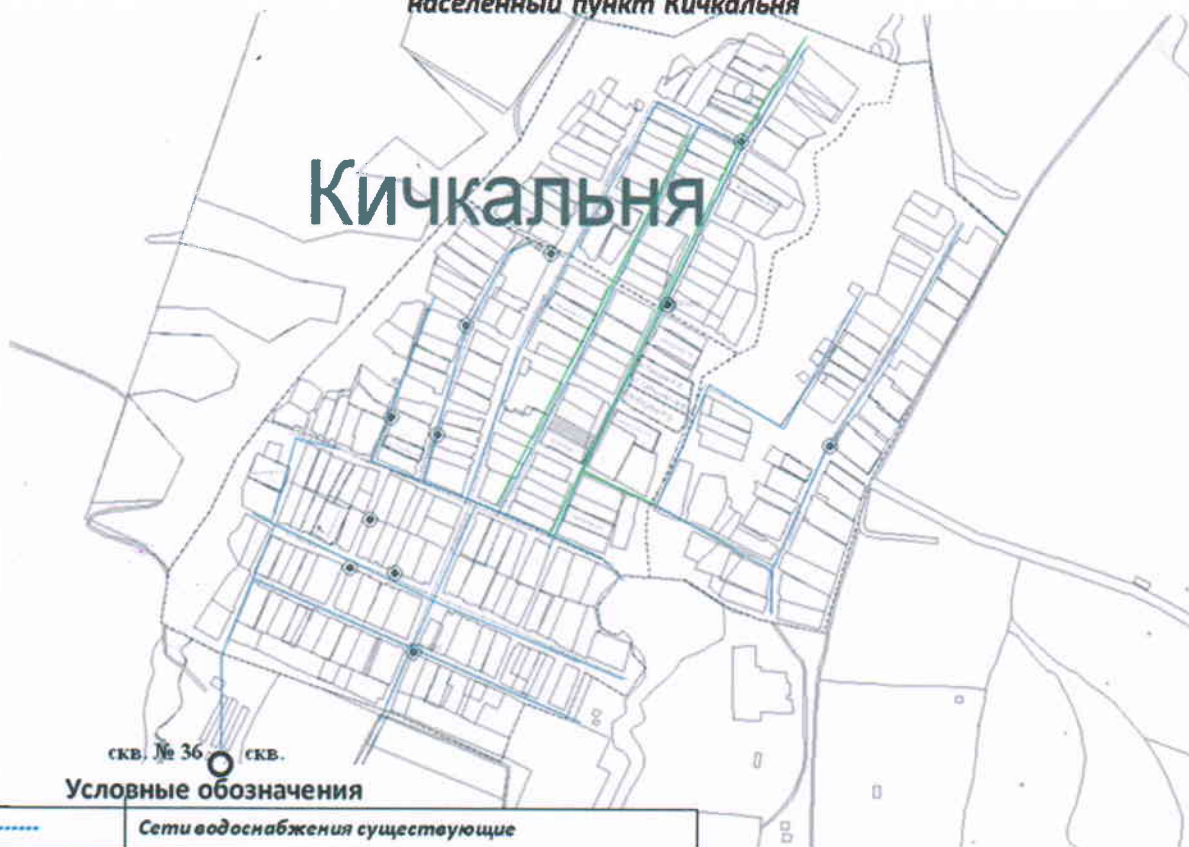 населенный пункт Кичкальня
Кичкальня
скв. № 36 скв.
Условные обозначения
Сети водоснабжения существующие